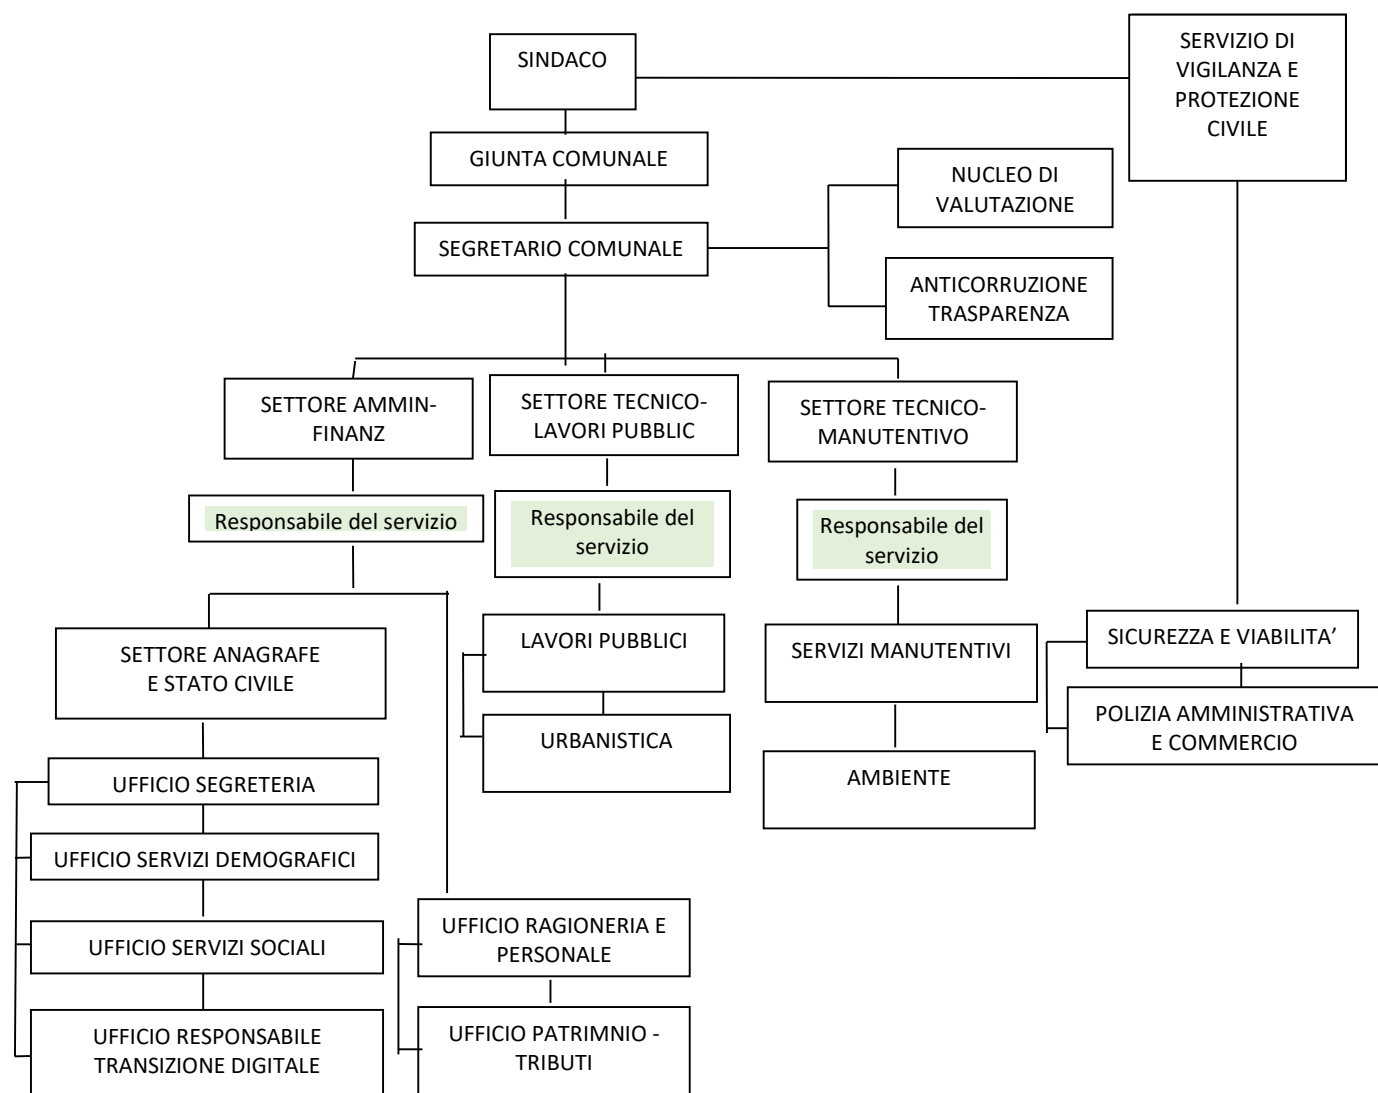 SINDACO
SERVIZIO DI
VIGILANZA E
PROTEZIONE
CIVILE
GIUNTA COMUNALE
NUCLEO DI
VALUTAZIONE
SEGRETARIO COMUNALE
ANTICORRUZIONE
TRASPARENZA
SETTORE AMMIN-
FINANZ
SETTORE TECNICO-
LAVORI PUBBLIC
SETTORE TECNICO-
MANUTENTIVO
Responsabile del servizio
Responsabile del
servizio
Responsabile del
servizio
SETTORE ANAGRAFE
E STATO CIVILE
LAVORI PUBBLICI
SERVIZI MANUTENTIVI
SICUREZZA E VIABILITA’
URBANISTICA
AMBIENTE
POLIZIA AMMINISTRATIVA
E COMMERCIO
UFFICIO SEGRETERIA
UFFICIO SERVIZI DEMOGRAFICI
UFFICIO SERVIZI SOCIALI
UFFICIO RESPONSABILE
TRANSIZIONE DIGITALE
UFFICIO RAGIONERIA E
PERSONALE
UFFICIO PATRIMNIO -
TRIBUTI